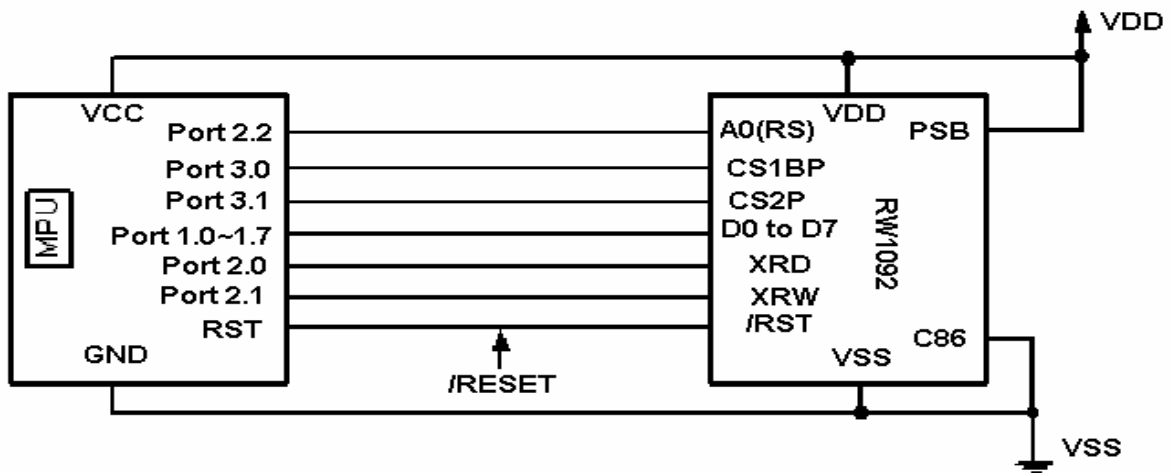 VDD
VCC
Port 2.2
Port 3.0
Port 3.1
Port 1.0~1.7
Port 2.0
Port 2.1
RST
GND
MPU
/RESET
VDD
A0(RS)
PSB
CS1BP
CS2P
D0 to D7
XRD
XRW
/RST
RW1092
C86
VSS
VSS